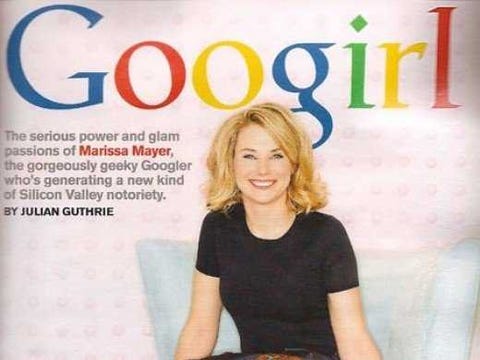 Googirl
The serious power and glam
passions of Marissa Mayer,
the gorgeously geeky Googler
who's generating a new kind
of Silicon Valley notoriety.
BY JULIAN GUTHRIE